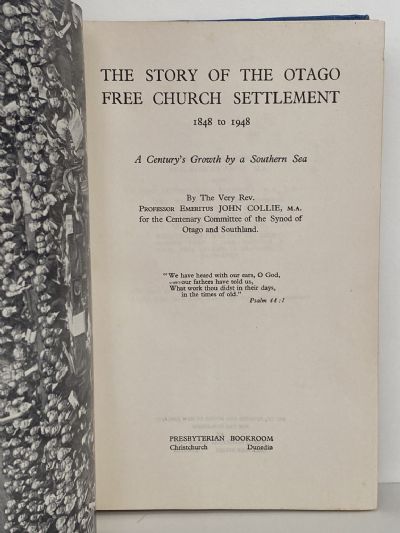 THE STORY OF THE OTAGO
FREE CHURCH SETTLEMENT
1848 to 1948
A Century's Growth by a Southern Sea
By The Very Rev.
PROFESSOR EMERITUS JOHN COLLIE, M.A.
for the Centenary Committee of the Synod of
Otago and Southland.
"We have heard with our ears, O God,
our fathers have told us,
What work thou didst in their days,
in the times of old."
Psalm 44:1
PRESBYTERIAN BOOKROOM
Christchurch Dunedin